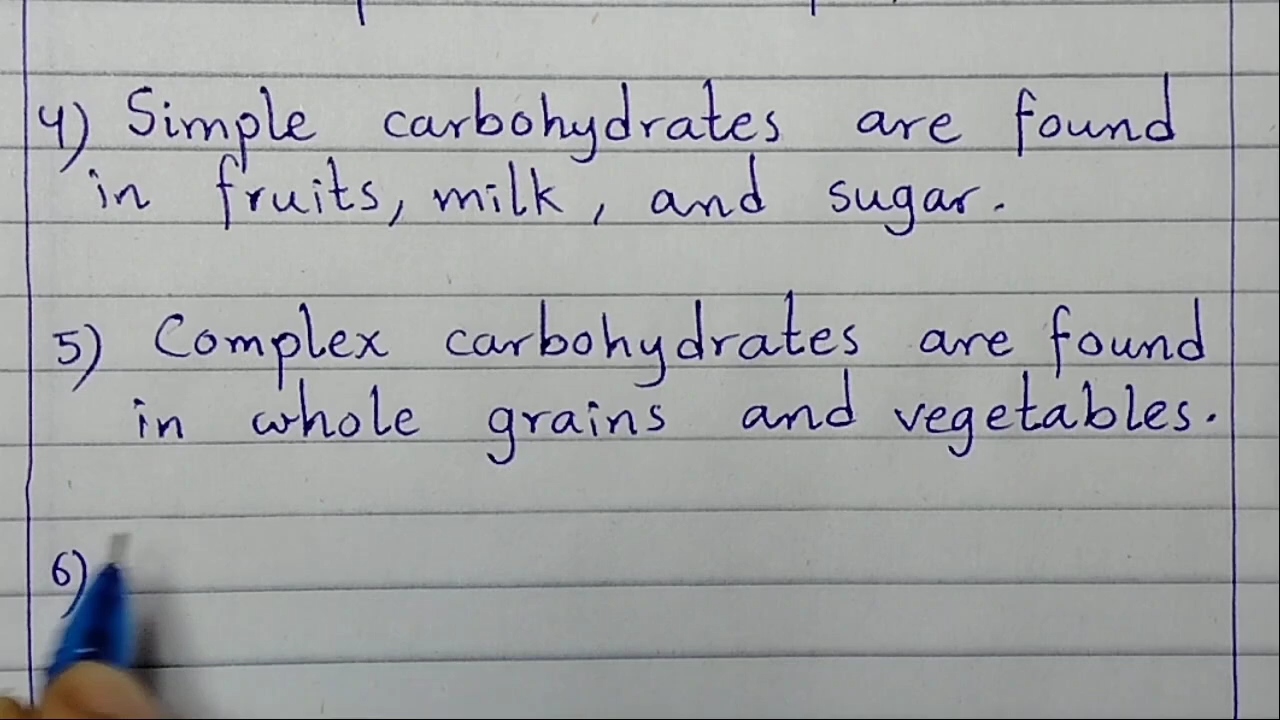 4) Simple carbohydrates are found
in fruits, milk, and sugar.
5) Complex carbohydrates are found
in whole grains and vegetables.
6)